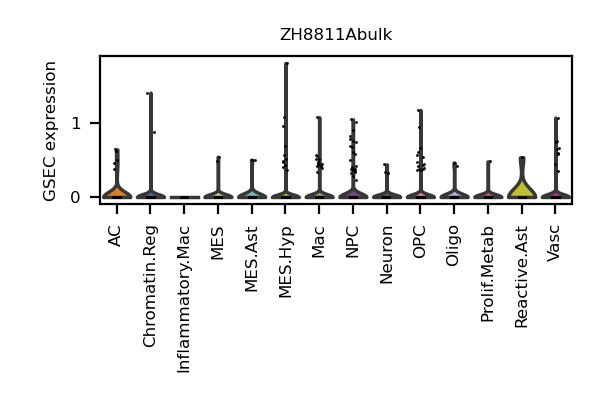 ZH8811Abulk
GSEC expression
1
0
AC
Chromatin.Reg
Inflammatory.Mac
MES
MES.Ast
MES.Hyp
Mac
NPC
Neuron
OPC
Oligo
Prolif.Metab
Reactive.Ast
Vasc